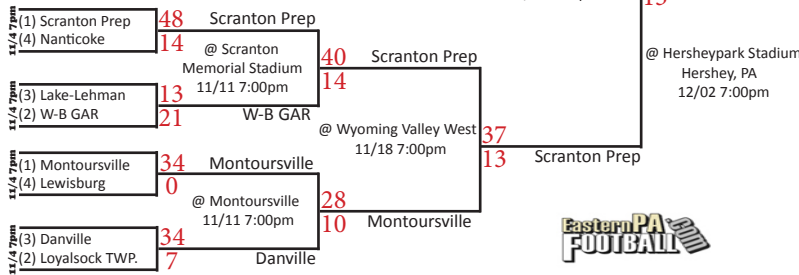 11/4 7pm
(1) Scranton Prep
(4) Nanticoke
48
14
Scranton Prep
@ Scranton
Memorial Stadium
11/11 7:00pm
11/4 7pm
(3) Lake-Lehman
(2) W-B GAR
13
21
W-B GAR
40
14
Scranton Prep
@ Wyoming Valley West
11/18 7:00pm
11/4 7pm
(1) Montoursville
(4) Lewisburg
34
0
Montoursville
@ Montoursville
11/11 7:00pm
11/4 7pm
(3) Danville
(2) Loyalsock TWP.
34
7
Danville
28
10
Montoursville
37
13
Scranton Prep
@ Hersheypark Stadium
Hershey, PA
12/02 7:00pm
EasternPA
FOOTBALL.com